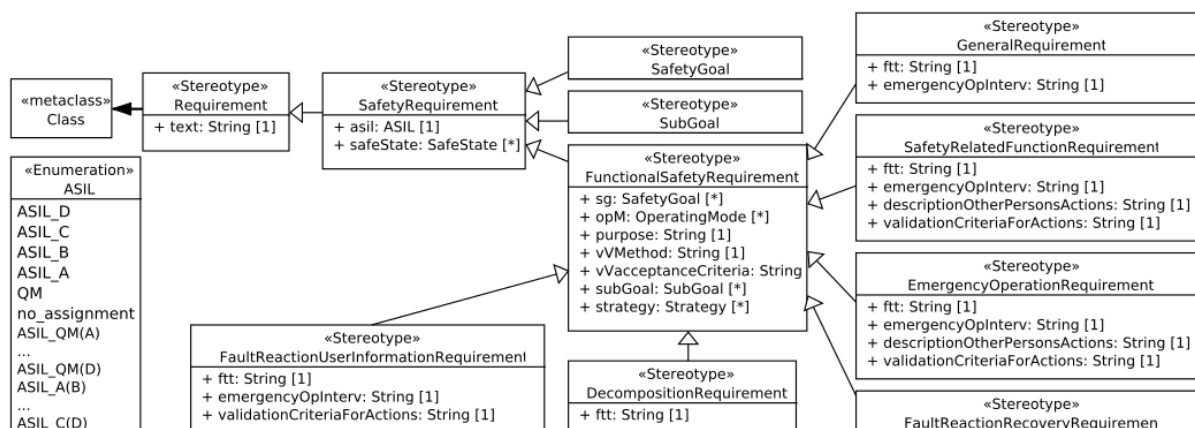 «metaclass»
Class
«Enumeration»
ASIL
ASIL_D
ASIL_C
ASIL_B
ASIL_A
QM
no_assignment
ASIL_QM(A)
...
ASIL_QM(D)
ASIL_A(B)
...
ASIL_C(D)
«Stereotype»
Requirement
+ text: String [1]
«Stereotype»
SafetyRequirement
+ asil: ASIL [1]
+ safeState: SafeState [*]
«Stereotype»
SafetyGoal
«Stereotype»
SubGoal
«Stereotype»
FunctionalSafetyRequirement
+ sg: SafetyGoal [*]
+ opM: OperatingMode [*]
+ purpose: String [1]
+ vVMethod: String [1]
+ vVacceptanceCriteria: String
+ subGoal: SubGoal [*]
+ strategy: Strategy [*]
«Stereotype»
FaultReactionUserInformationRequirement
+ ftt: String [1]
+ emergencyOpInterv: String [1]
+ validationCriteriaForActions: String [1]
«Stereotype»
DecompositionRequirement
+ ftt: String [1]
«Stereotype»
GeneralRequirement
+ ftt: String [1]
+ emergencyOpInterv: String [1]
«Stereotype»
SafetyRelatedFunctionRequirement
+ ftt: String [1]
+ emergencyOpInterv: String [1]
+ descriptionOtherPersonsActions: String [1]
+ validationCriteriaForActions: String [1]
«Stereotype»
EmergencyOperationRequirement
+ ftt: String [1]
+ emergencyOpInterv: String [1]
+ descriptionOtherPersonsActions: String [1]
+ validationCriteriaForActions: String [1]
«Stereotype»
FaultReactionRecoveryRequiremen